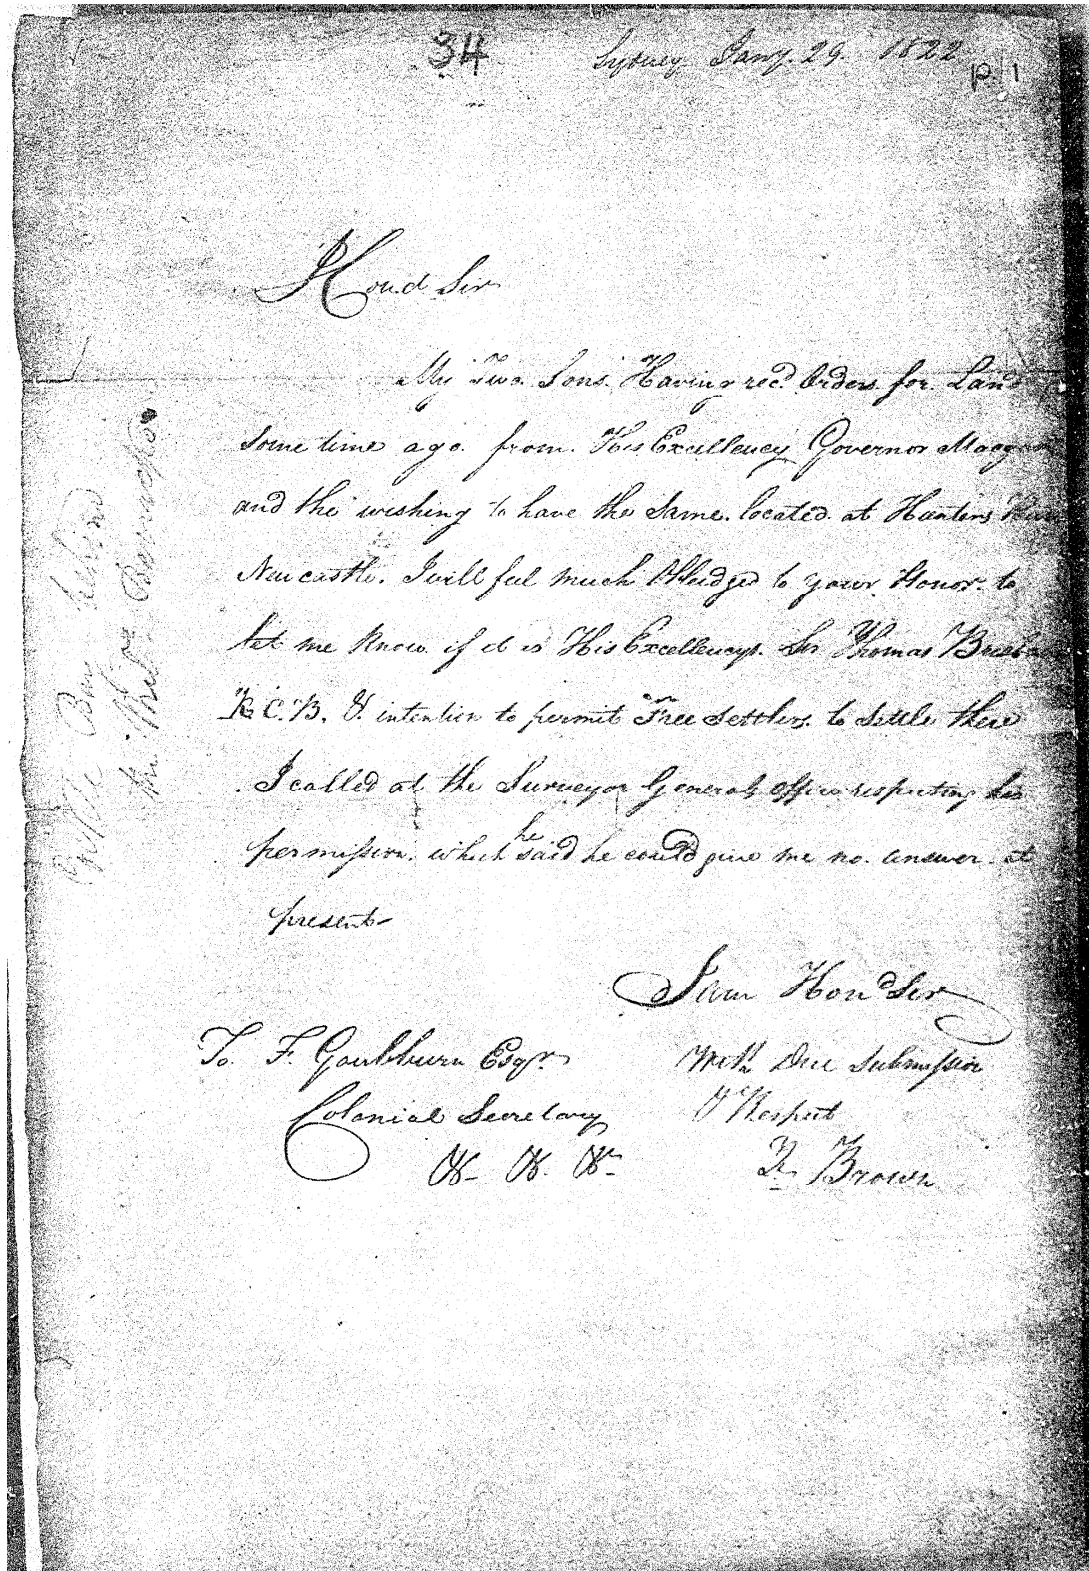 34
Sydney Jany. 29. 1822
p. 1
Hond Sir
My Two Sons Having recd. Orders for Land
Some time ago from His Excellency Governor
and the wishing to have the Same located at Hunters
Newcastle. I will feel much Obledged to your Honor to
let me Know if it is His Excellencys. Sir Thomas Brisbane
K.C.B. &. intention to permit Free Settlers to Settle there
I called at the Surveyor Generals Office respecting
permission. which he said he could give me no answer at
present
I am Hond Sir
To F. Goulburn Esqr.
With Due Submission
Colonial Secretary
& Respect
&c &c &c
Brown